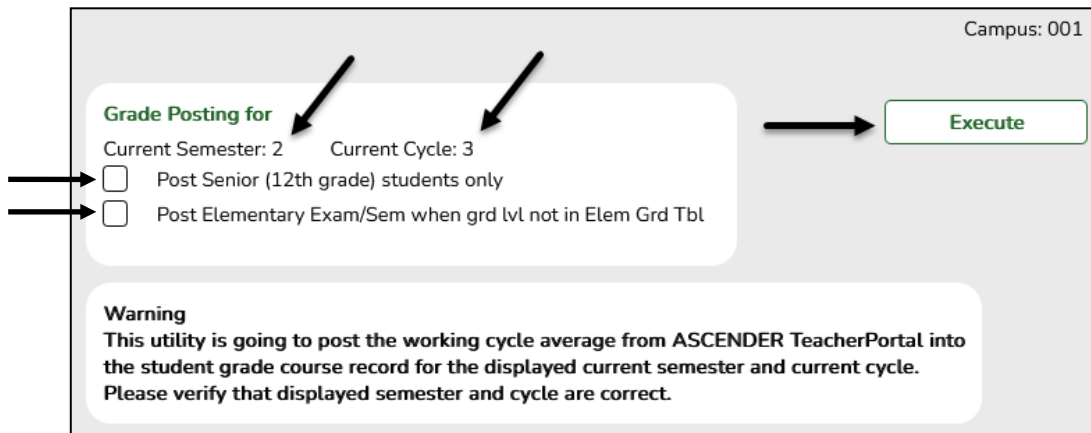 Campus: 001
Grade Posting for
Execute
Current Semester: 2 Current Cycle: 3
Post Senior (12th grade) students only
Post Elementary Exam/Sem when grd lvl not in Elem Grd Tbl
Warning
This utility is going to post the working cycle average from ASCENDER TeacherPortal into
the student grade course record for the displayed current semester and current cycle.
Please verify that displayed semester and cycle are correct.